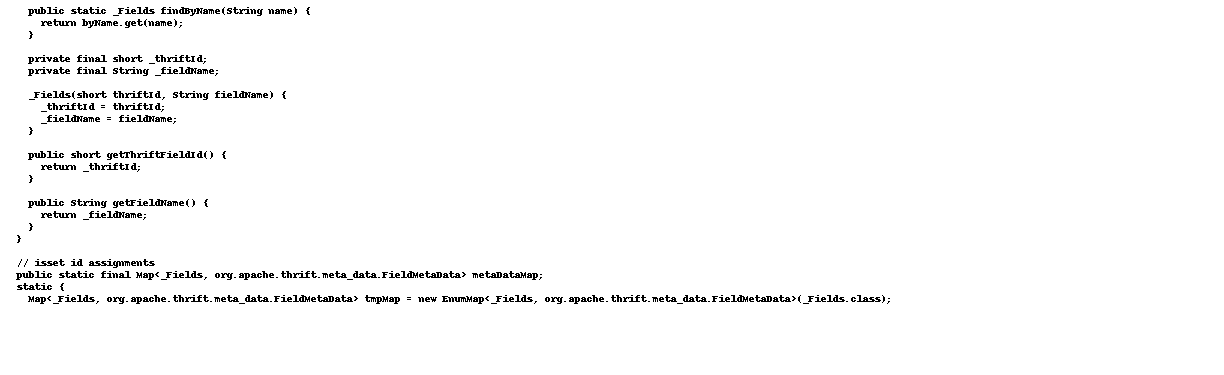 public static _Fields findByName(String name) {
return byName.get(name);
}
private final short _thriftId;
private final String _fieldName;
_Fields(short thriftId, String fieldName) {
_thriftId = thriftId;
_fieldName = fieldName;
}
public short getThriftFieldId() {
return _thriftId;
}
public String getFieldName() {
return _fieldName;
}
}
// isset id assignments
public static final Map<_Fields, org.apache.thrift.meta_data.FieldMetaData> metaDataMap;
static {
Map<_Fields, org.apache.thrift.meta_data.FieldMetaData> tmpMap = new EnumMap<_Fields, org.apache.thrift.meta_data.FieldMetaData>(_Fields.class);